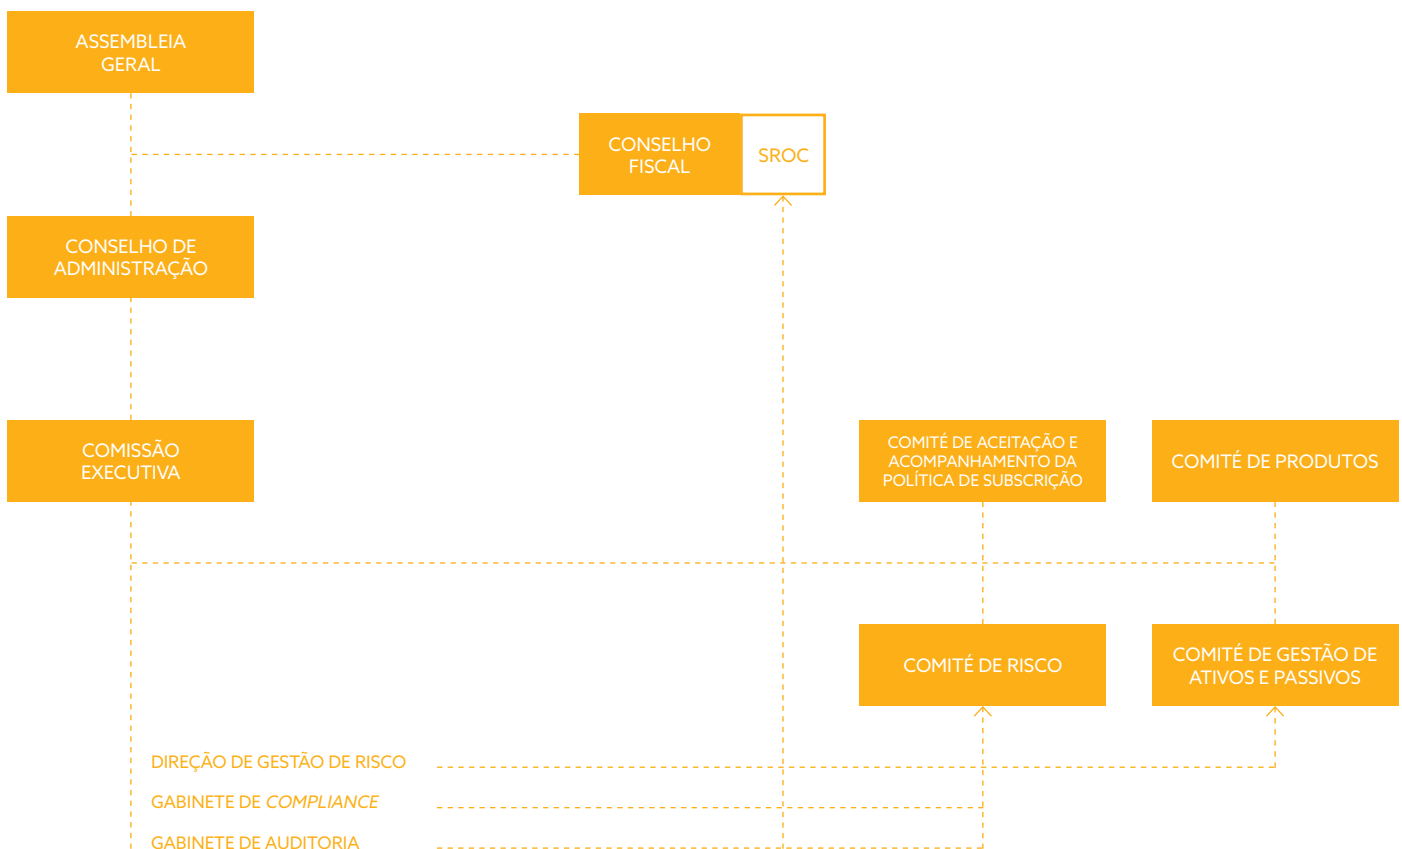 ASSEMBLEIA
GERAL
CONSELHO
FISCAL
SROC
CONSELHO DE
ADMINISTRAÇÃO
COMISSÃO
EXECUTIVA
COMITÉ DE ACEITAÇÃO E
ACOMPANHAMENTO DA
POLÍTICA DE SUBSCRIÇÃO
COMITÉ DE PRODUTOS
COMITÉ DE RISCO
COMITÉ DE GESTÃO DE
ATIVOS E PASSIVOS
DIREÇÃO DE GESTÃO DE RISCO
GABINETE DE COMPLIANCE
GABINETE DE AUDITORIA